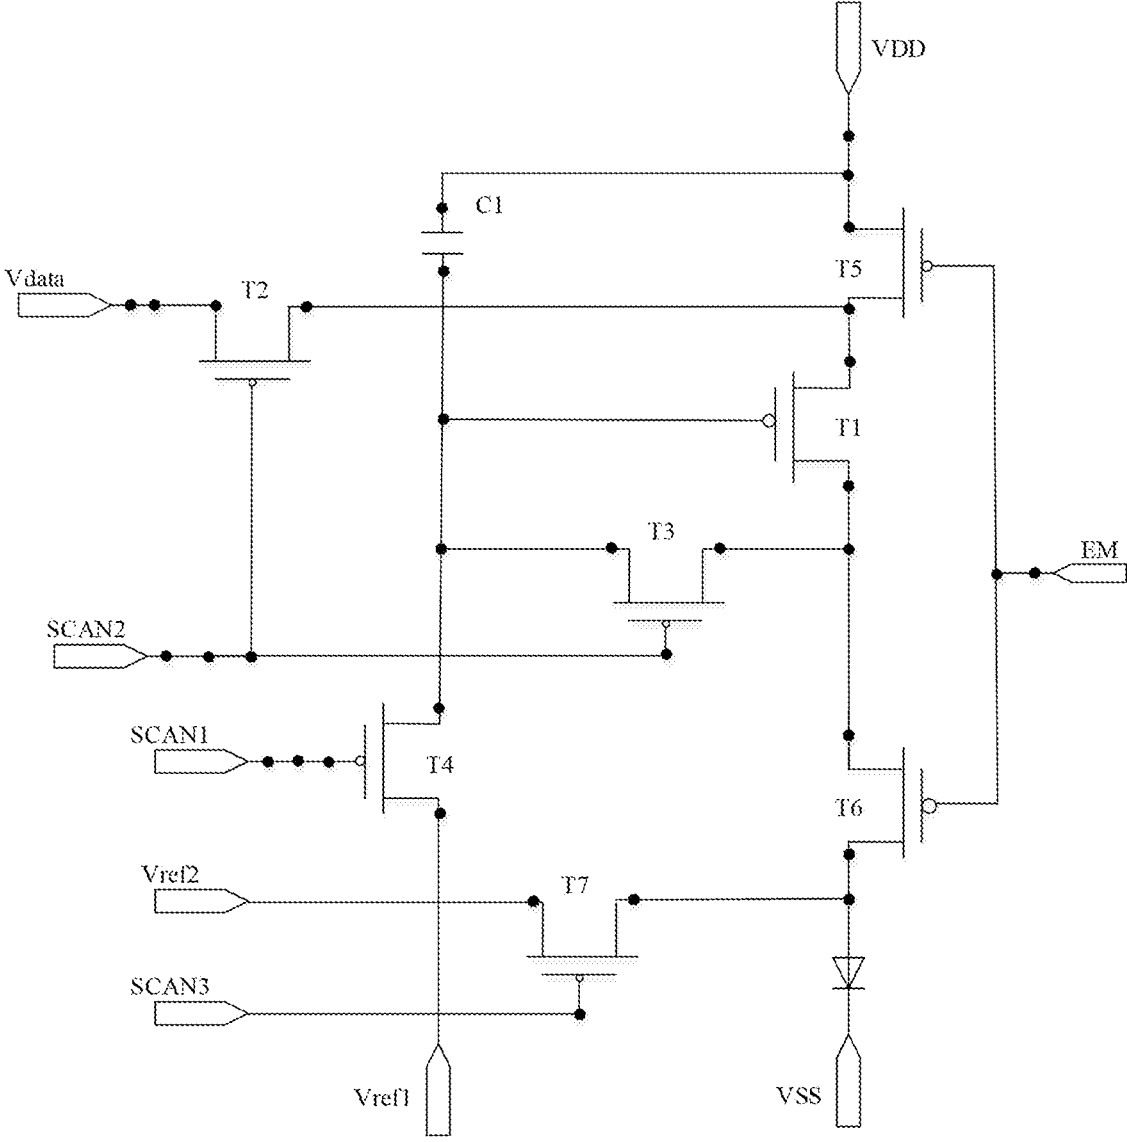 VDD
C1
T5
Vdata
T2
T1
T3
EM
SCAN2
SCAN1
T4
T6
Vref2
T7
SCAN3
Vref1
VSS